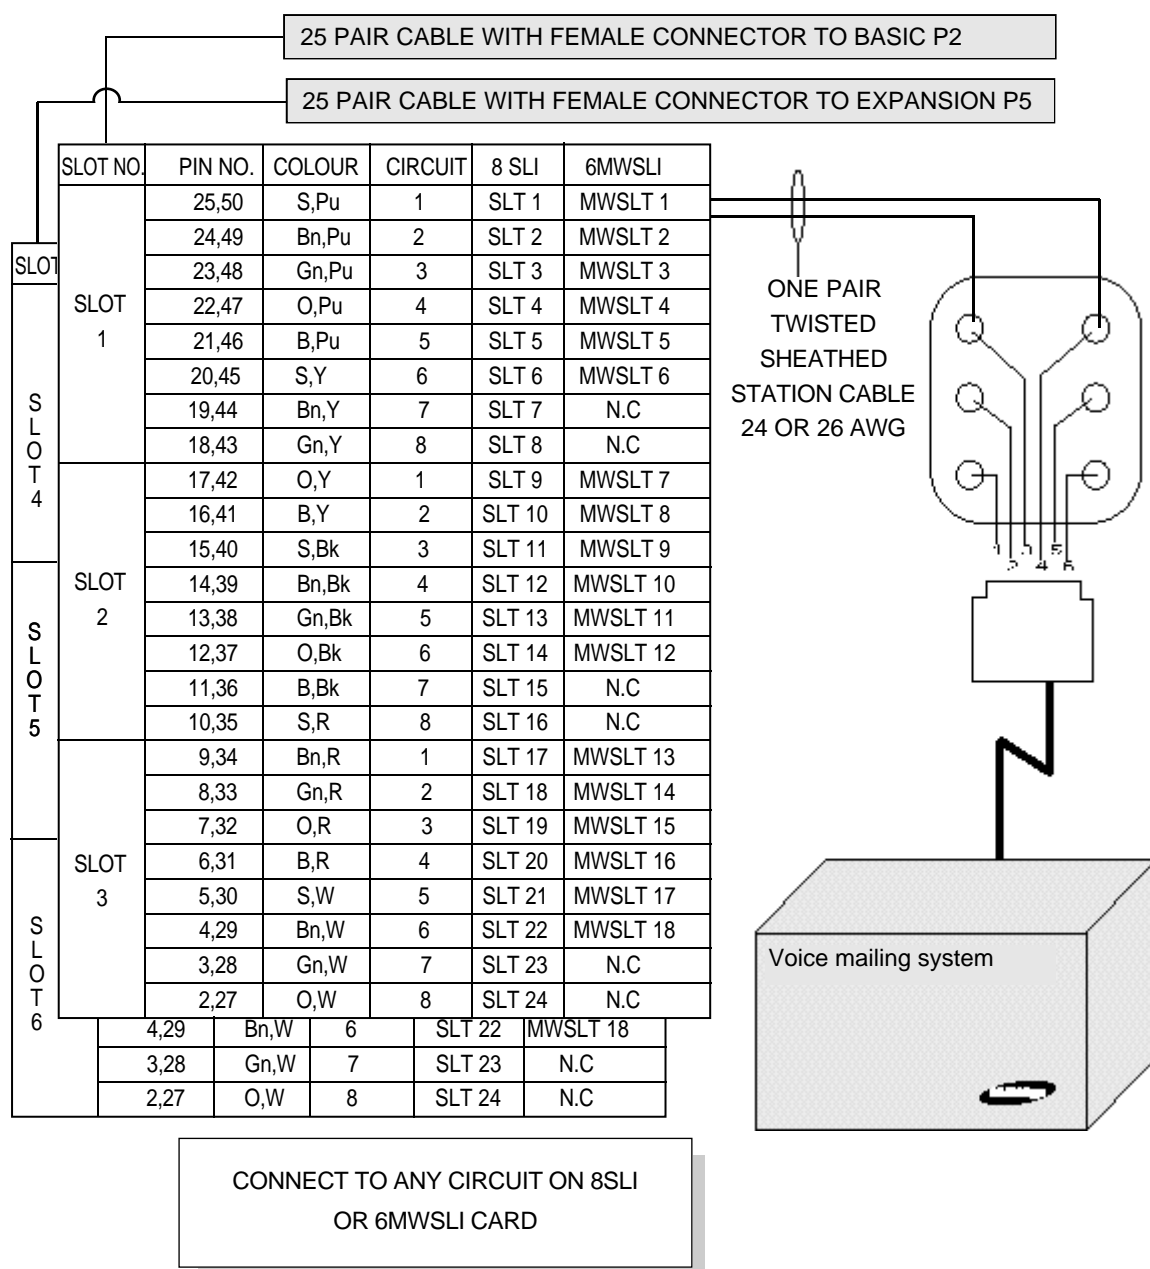 25 PAIR CABLE WITH FEMALE CONNECTOR TO BASIC P2
25 PAIR CABLE WITH FEMALE CONNECTOR TO EXPANSION P5
SLOT NO. PIN NO. COLOUR CIRCUIT 8 SLI 6MWSLI
SLOT 1
25,50 S,Pu 1 SLT 1 MWSLT 1
24,49 Bn,Pu 2 SLT 2 MWSLT 2
23,48 Gn,Pu 3 SLT 3 MWSLT 3
22,47 O,Pu 4 SLT 4 MWSLT 4
21,46 B,Pu 5 SLT 5 MWSLT 5
20,45 S,Y 6 SLT 6 MWSLT 6
19,44 Bn,Y 7 SLT 7 N.C
18,43 Gn,Y 8 SLT 8 N.C
SLOT 2
17,42 O,Y 1 SLT 9 MWSLT 7
16,41 B,Y 2 SLT 10 MWSLT 8
15,40 S,Bk 3 SLT 11 MWSLT 9
14,39 Bn,Bk 4 SLT 12 MWSLT 10
13,38 Gn,Bk 5 SLT 13 MWSLT 11
12,37 O,Bk 6 SLT 14 MWSLT 12
11,36 B,Bk 7 SLT 15 N.C
10,35 S,R 8 SLT 16 N.C
SLOT 3
9,34 Bn,R 1 SLT 17 MWSLT 13
8,33 Gn,R 2 SLT 18 MWSLT 14
7,32 O,R 3 SLT 19 MWSLT 15
6,31 B,R 4 SLT 20 MWSLT 16
5,30 S,W 5 SLT 21 MWSLT 17
4,29 Bn,W 6 SLT 22 MWSLT 18
3,28 Gn,W 7 SLT 23 N.C
2,27 O,W 8 SLT 24 N.C
SLOT
SLOT 4
SLOT 5
SLOT 6
4,29 Bn,W 6 SLT 22 MWSLT 18
3,28 Gn,W 7 SLT 23 N.C
2,27 O,W 8 SLT 24 N.C
ONE PAIR
TWISTED
SHEATHED
STATION CABLE
24 OR 26 AWG
1 2 3 4 5 6
Voice mailing system
CONNECT TO ANY CIRCUIT ON 8SLI
OR 6MWSLI CARD